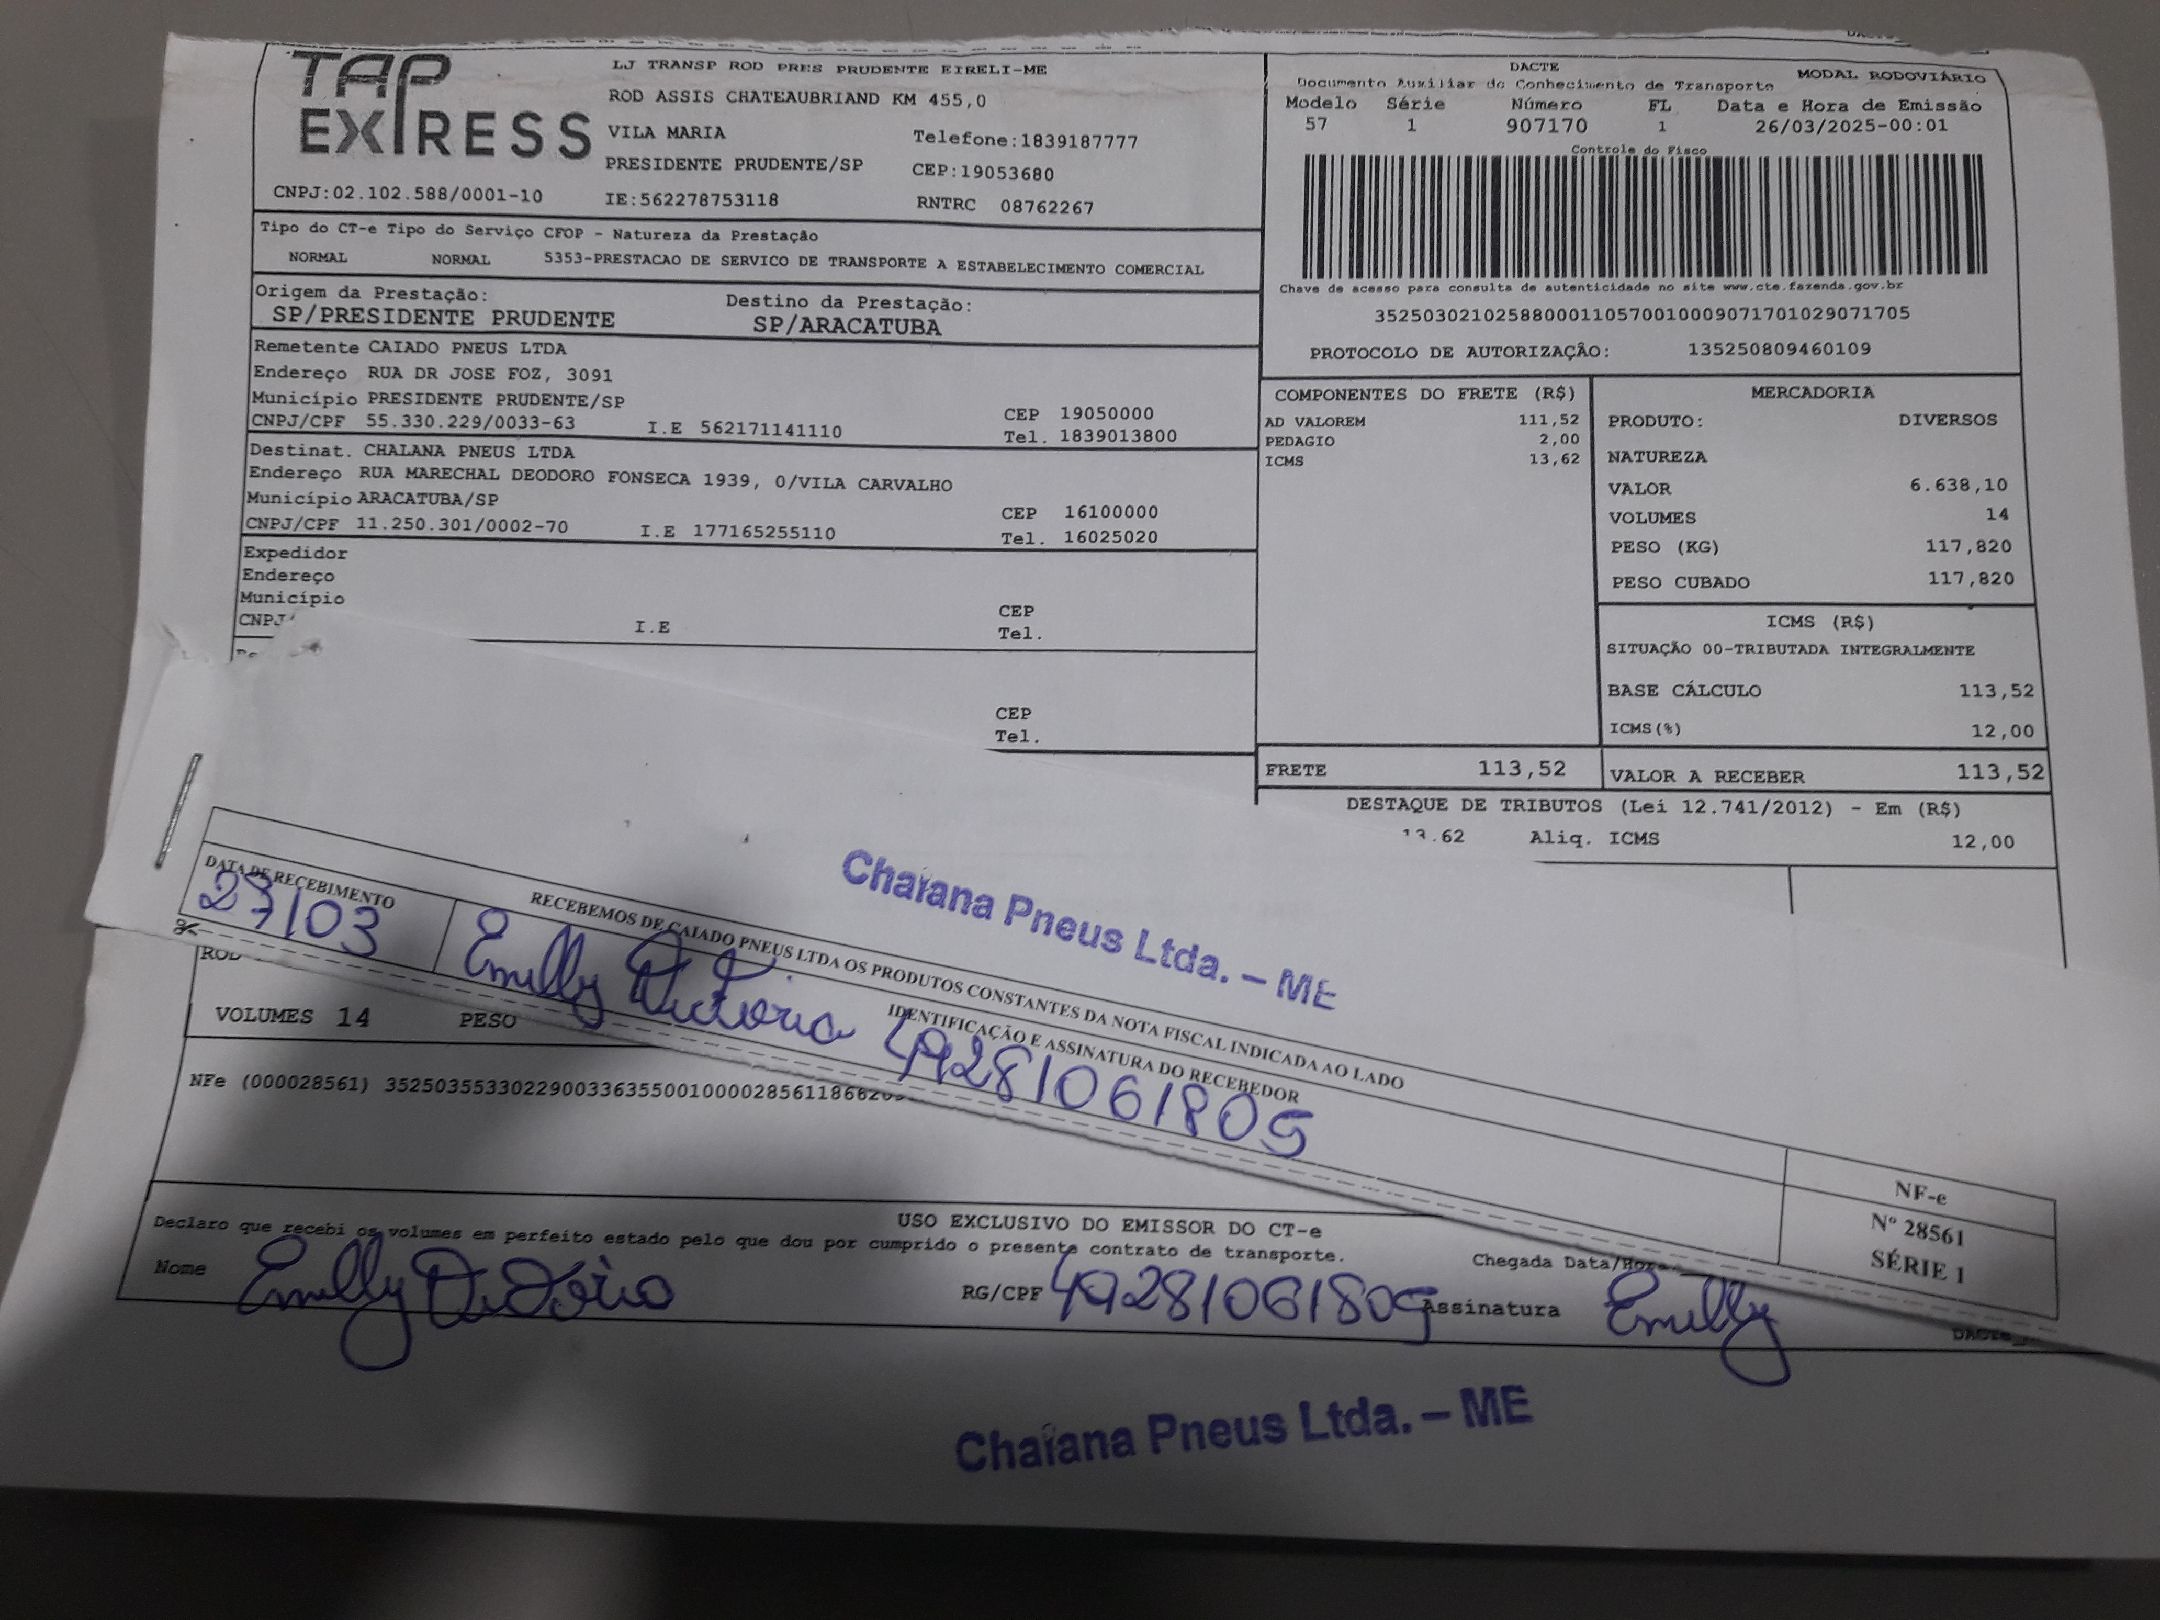 TAP EXPRESS
LJ TRANSP ROD PRES PRUDENTE EIRELI-ME
ROD ASSIS CHATEAUBRIAND KM 455,0
VILA MARIA Telefone:1839187777
PRESIDENTE PRUDENTE/SP CEP:19053680
CNPJ:02.102.588/0001-10 IE:562278753118 RNTRC 08762267
Tipo do CT-e Tipo do Serviço CFOP - Natureza da Prestação
NORMAL NORMAL 5353-PRESTACAO DE SERVICO DE TRANSPORTE A ESTABELECIMENTO COMERCIAL
Origem da Prestação: Destino da Prestação:
SP/PRESIDENTE PRUDENTE SP/ARACATUBA
Remetente CAIADO PNEUS LTDA
Endereço RUA DR JOSE FOZ, 3091
Município PRESIDENTE PRUDENTE/SP CEP 19050000
CNPJ/CPF 55.330.229/0033-63 I.E 562171141110 Tel. 1839013800
Destinat. CHALANA PNEUS LTDA
Endereço RUA MARECHAL DEODORO FONSECA 1939, 0/VILA CARVALHO
Município ARACATUBA/SP CEP 16100000
CNPJ/CPF 11.250.301/0002-70 I.E 177165255110 Tel. 16025020
Expedidor
Endereço
Município CEP
CNPJ I.E Tel.
CEP
Tel.
DACTE MODAL RODOVIÁRIO
Documento Auxiliar do Conhecimento de Transporte
Modelo Série Número FL Data e Hora de Emissão
57 1 907170 1 26/03/2025-00:01
Controle do Fisco
Chave de acesso para consulta de autenticidade no site www.cte.fazenda.gov.br
35250302102588000110570010009071701029071705
PROTOCOLO DE AUTORIZAÇÃO: 135250809460109
COMPONENTES DO FRETE (R$)
AD VALOREM 111,52
PEDAGIO 2,00
ICMS 13,62
MERCADORIA
PRODUTO: DIVERSOS
NATUREZA
VALOR 6.638,10
VOLUMES 14
PESO (KG) 117,820
PESO CUBADO 117,820
ICMS (R$)
SITUAÇÃO 00-TRIBUTADA INTEGRALMENTE
BASE CÁLCULO 113,52
ICMS(%) 12,00
FRETE 113,52 VALOR A RECEBER 113,52
DESTAQUE DE TRIBUTOS (Lei 12.741/2012) - Em (R$)
13.62 Aliq. ICMS 12,00
Chaiana Pneus Ltda. – ME
RECEBEMOS DE CAIADO PNEUS LTDA OS PRODUTOS CONSTANTES DA NOTA FISCAL INDICADA AO LADO
DATA DE RECEBIMENTO IDENTIFICAÇÃO E ASSINATURA DO RECEBEDOR
27/03 Emilly Victoria 49281061805
NF-e
Nº 28561
SÉRIE 1
VOLUMES 14 PESO
NFe (000028561)
USO EXCLUSIVO DO EMISSOR DO CT-e
Declaro que recebi os volumes em perfeito estado pelo que dou por cumprido o presente contrato de transporte.
Chegada Data/Hora
Nome Emilly Victoria RG/CPF 49281061805 Assinatura Emilly
Chaiana Pneus Ltda. – ME